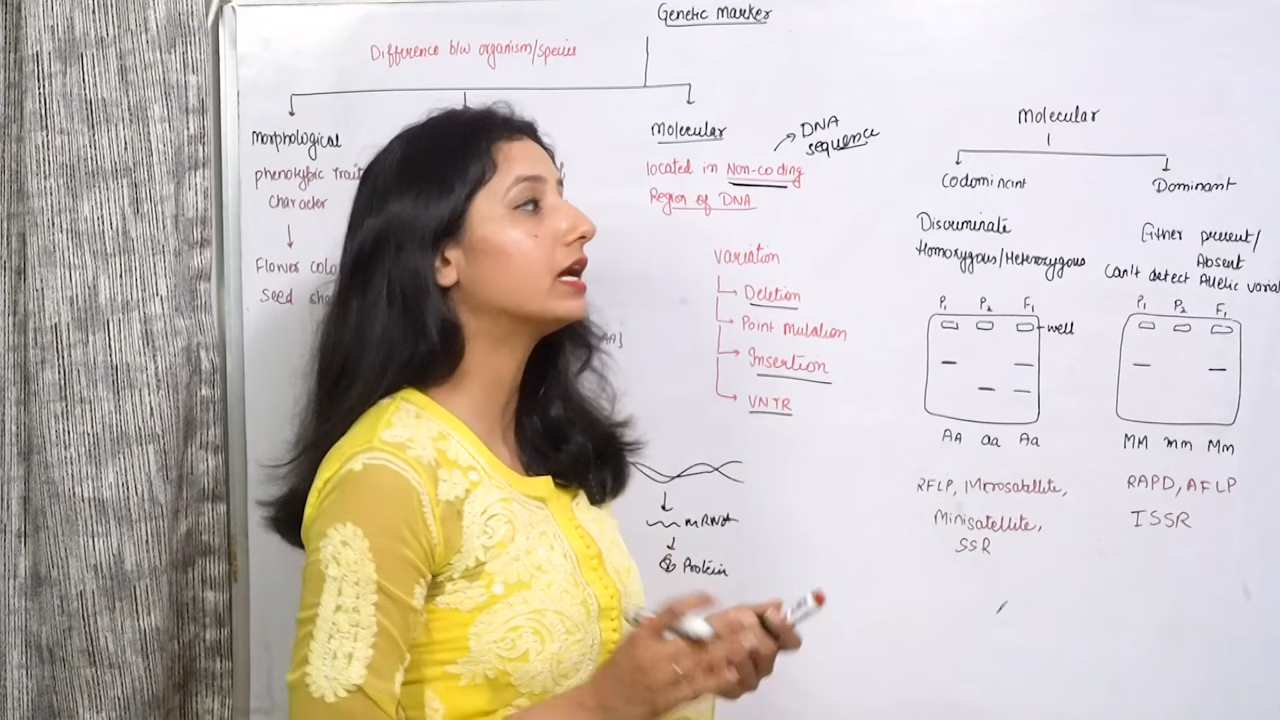 Genetic Marker
Difference b/w organism/species
morphological
phenotypic trait
character
Flower colo
seed sha
Molecular
located in Non-coding
Region of DNA
DNA
sequence
variation
Deletion
Point mutation
Insertion
VNTR
mRNA
Protein
Molecular
Codominant
Discriminate
Homozygous/Heterozygous
P1 P2 F1
well
AA aa Aa
RFLP, Microsatellite,
Minisatellite,
SSR
Dominant
Either present/
Absent
Can't detect Allelic varia
P1 P2 F1
MM mm Mm
RAPD, AFLP
ISSR